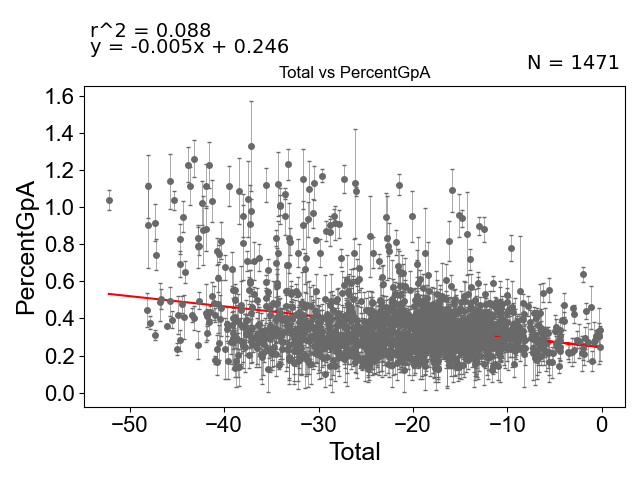 r^2 = 0.088
y = -0.005x + 0.246
N = 1471
Total vs PercentGpA
1.6
1.4
1.2
1.0
0.8
0.6
0.4
0.2
0.0
PercentGpA
−50
−40
−30
−20
−10
0
Total